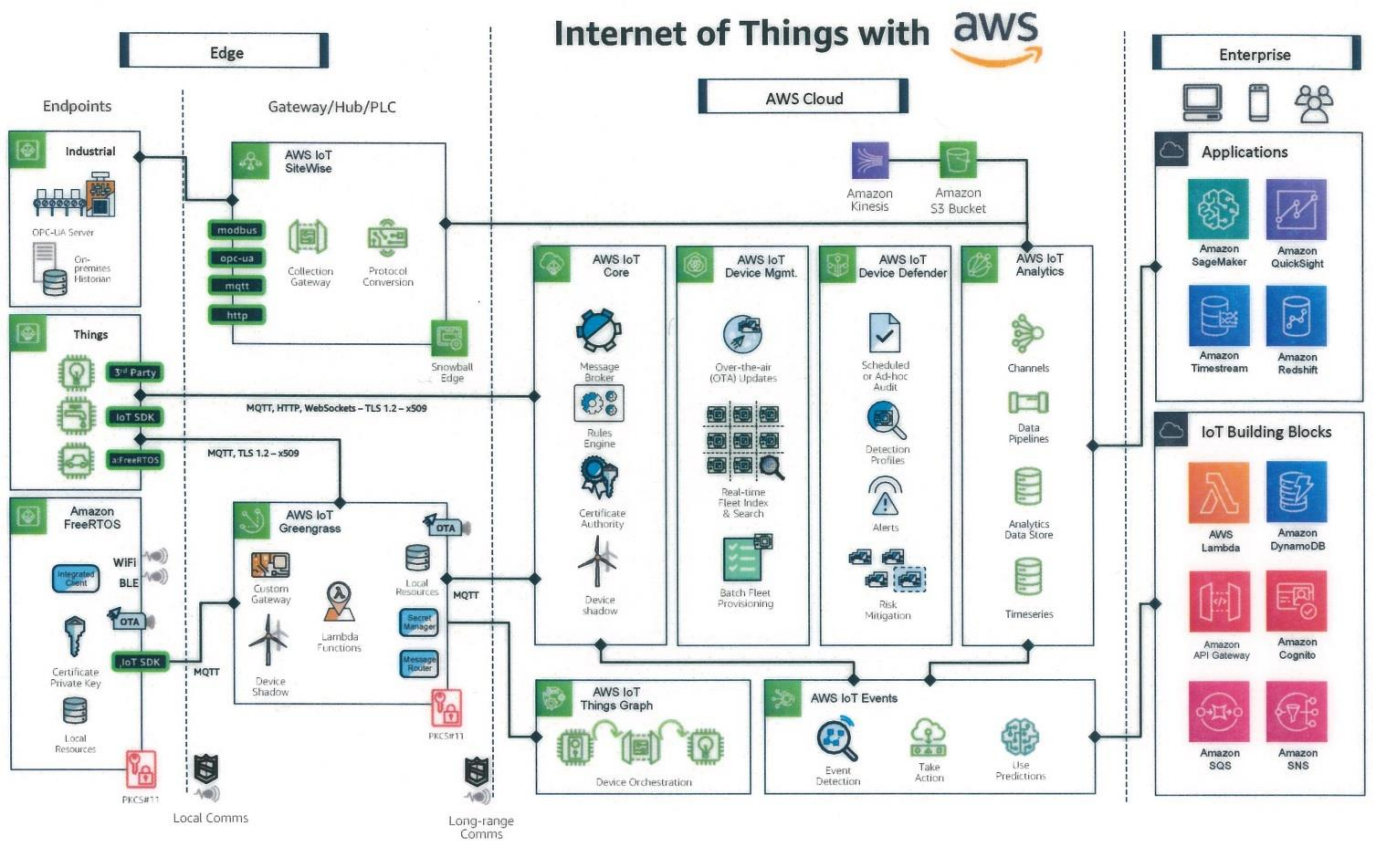 Internet of Things with aws
Edge
AWS Cloud
Enterprise
Endpoints
Gateway/Hub/PLC
Industrial
OPC-UA Server
On-
premises
Historian
Things
3rd Party
IoT SDK
a:FreeRTOS
Amazon
FreeRTOS
Integrated
Client
WiFi
BLE
OTA
Certificate
Private Key
IoT SDK
Local
Resources
PKCS#11
AWS IoT
SiteWise
modbus
opc-ua
mqtt
http
Collection
Gateway
Protocol
Conversion
Snowball
Edge
MQTT, HTTP, WebSockets – TLS 1.2 – x509
MQTT, TLS 1.2 – x509
MQTT
AWS IoT
Greengrass
OTA
Custom
Gateway
Lambda
Functions
Local
Resources
Secret
Manager
Message
Router
Device
Shadow
PKCS#11
MQTT
Local Comms
Long-range
Comms
Amazon
Kinesis
Amazon
S3 Bucket
AWS IoT
Core
Message
Broker
Rules
Engine
Certificate
Authority
Device
shadow
AWS IoT
Device Mgmt.
Over-the-air
(OTA) Updates
Real-time
Fleet Index
& Search
Batch Fleet
Provisioning
AWS IoT
Device Defender
Scheduled
or Ad-hoc
Audit
Detection
Profiles
Alerts
Risk
Mitigation
AWS IoT
Analytics
Channels
Data
Pipelines
Analytics
Data Store
Timeseries
AWS IoT
Things Graph
Device Orchestration
AWS IoT Events
Event
Detection
Take
Action
Use
Predictions
Applications
Amazon
SageMaker
Amazon
QuickSight
Amazon
Timestream
Amazon
Redshift
IoT Building Blocks
AWS
Lambda
Amazon
DynamoDB
Amazon
API Gateway
Amazon
Cognito
Amazon
SQS
Amazon
SNS